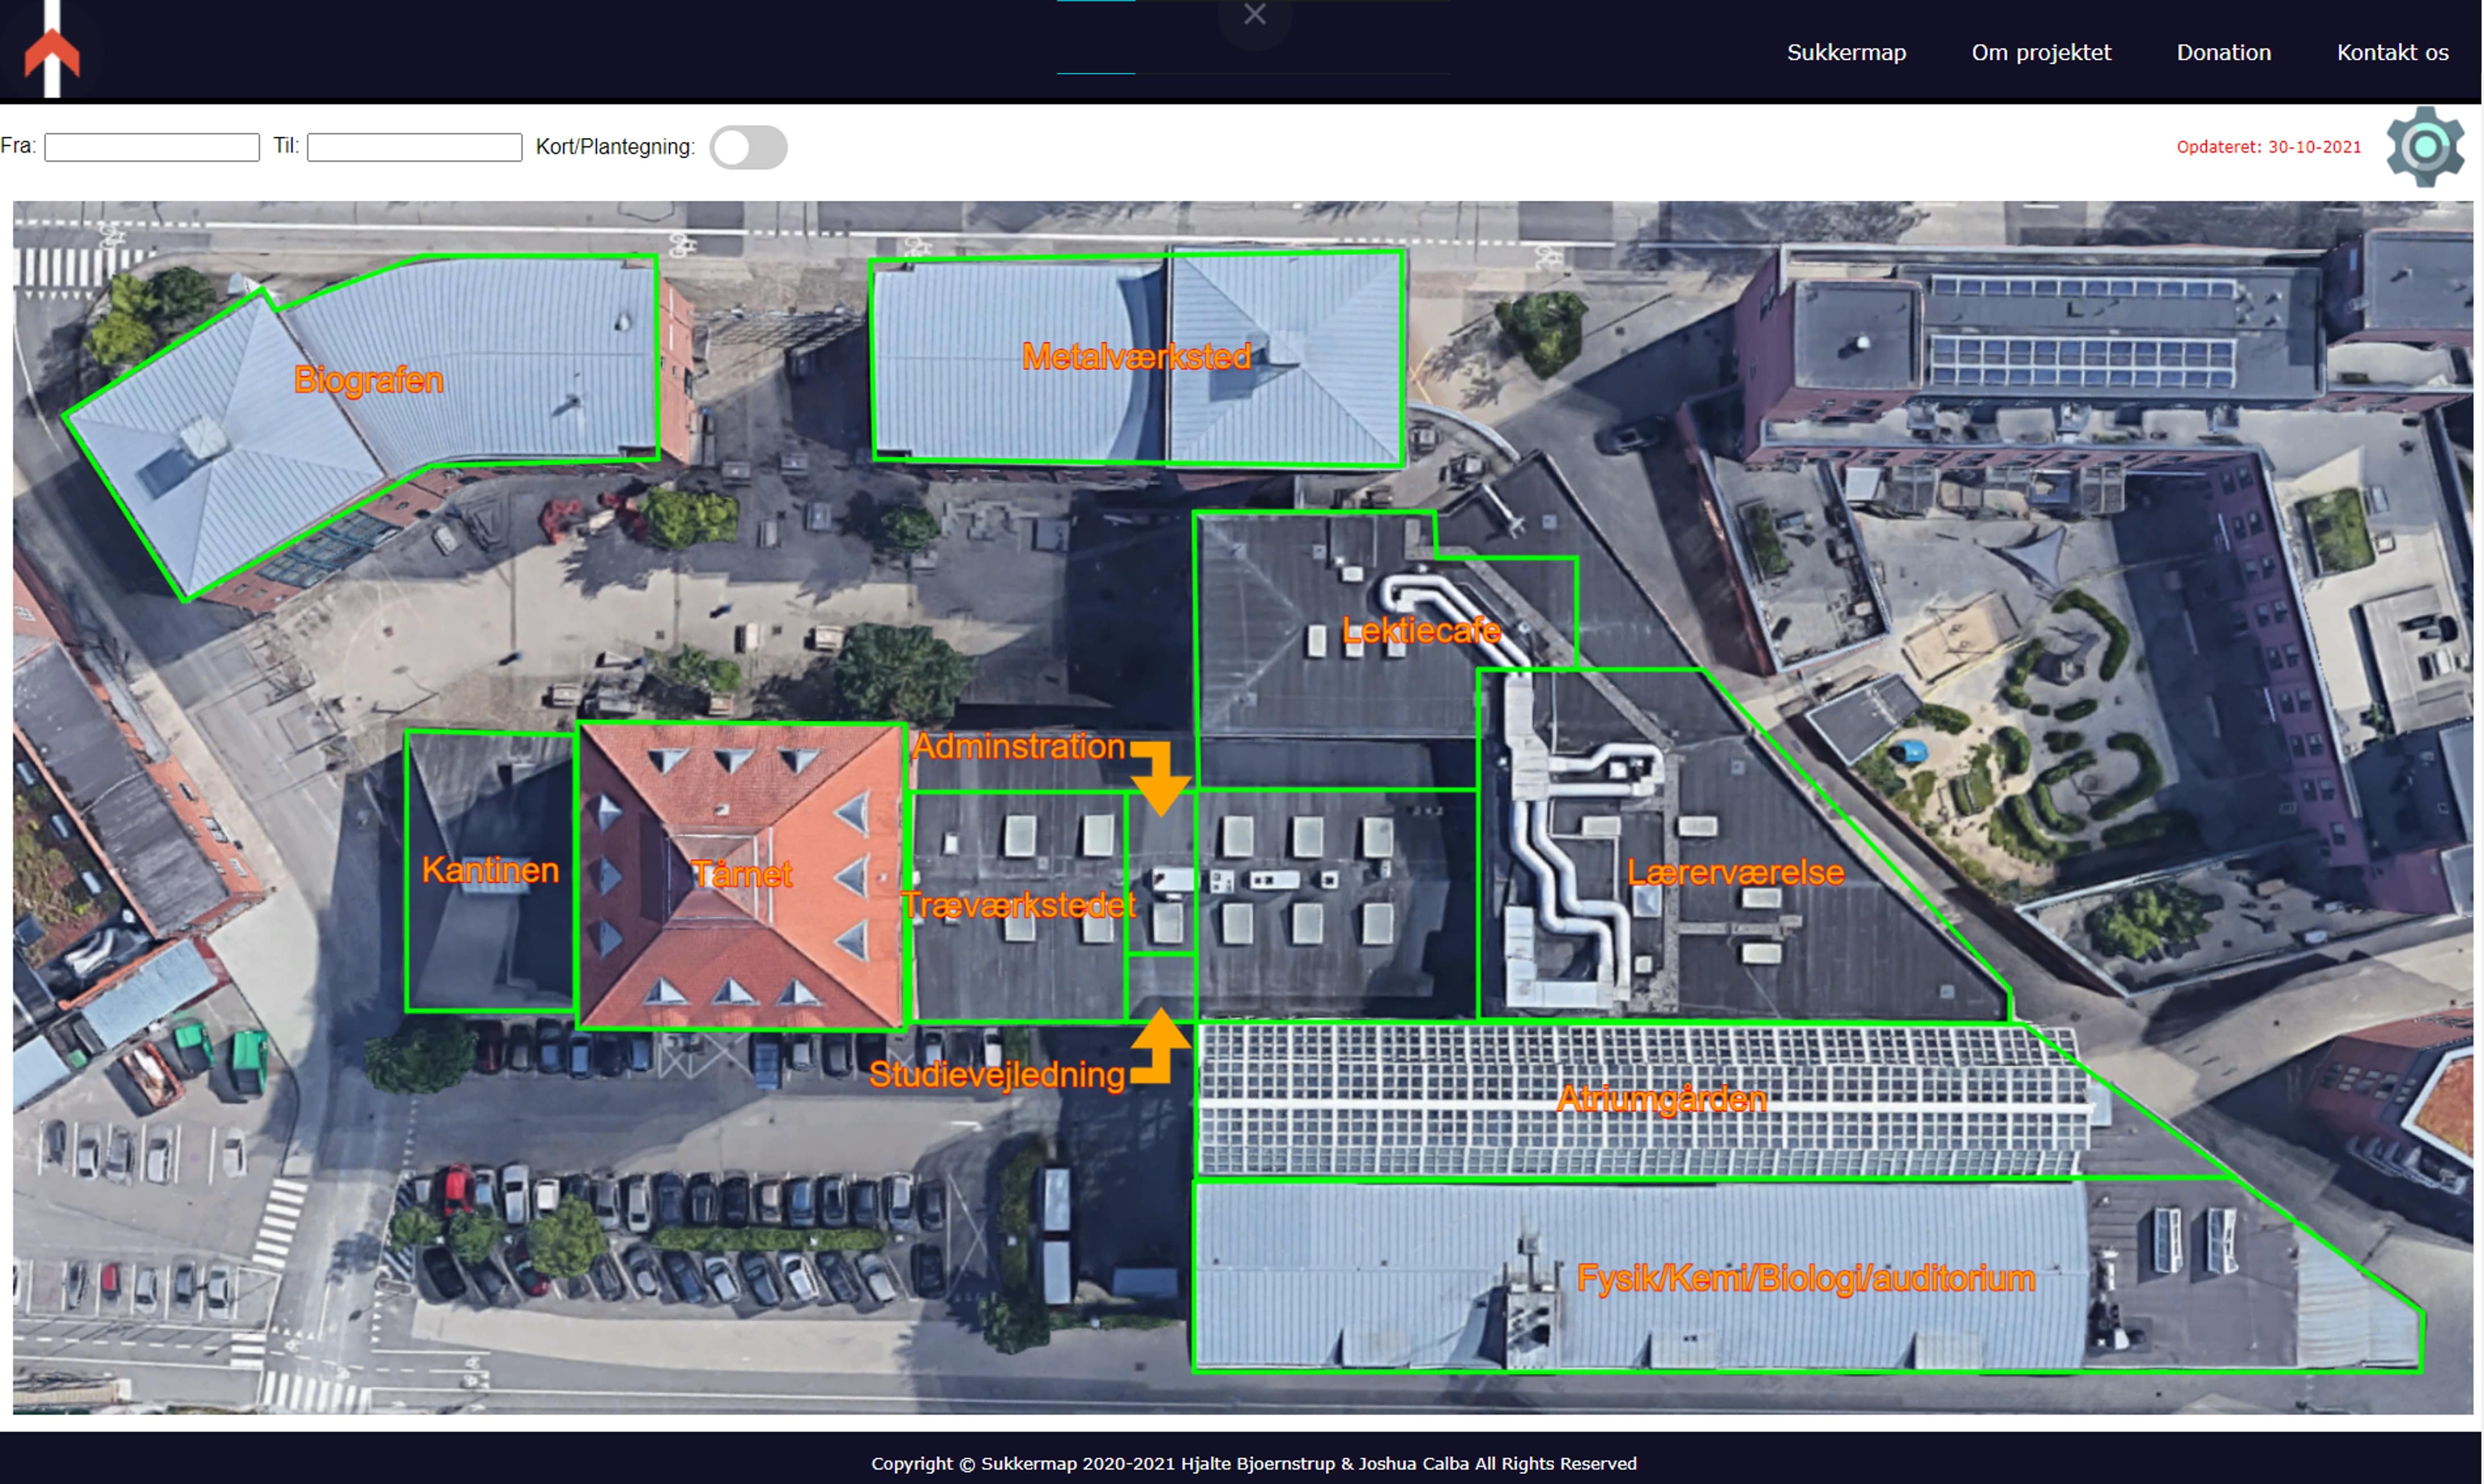 Sukkermap Om projektet Donation Kontakt os
Fra: Til: Kort/Plantegning: Opdateret: 30-10-2021
Biografen
Metalværksted
Lektiecafe
Adminstration
Kantinen
Tårnet
Træværkstedet
Lærerværelse
Studievejledning
Atriumgården
Fysik/Kemi/Biologi/auditorium
Copyright © Sukkermap 2020-2021 Hjalte Bjoernstrup & Joshua Calba All Rights Reserved